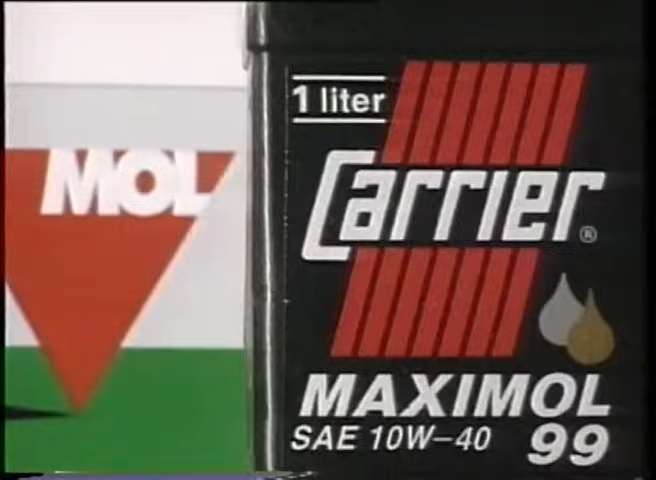 MOL
1 liter
Carrier®
MAXIMOL
SAE 10W-40 99